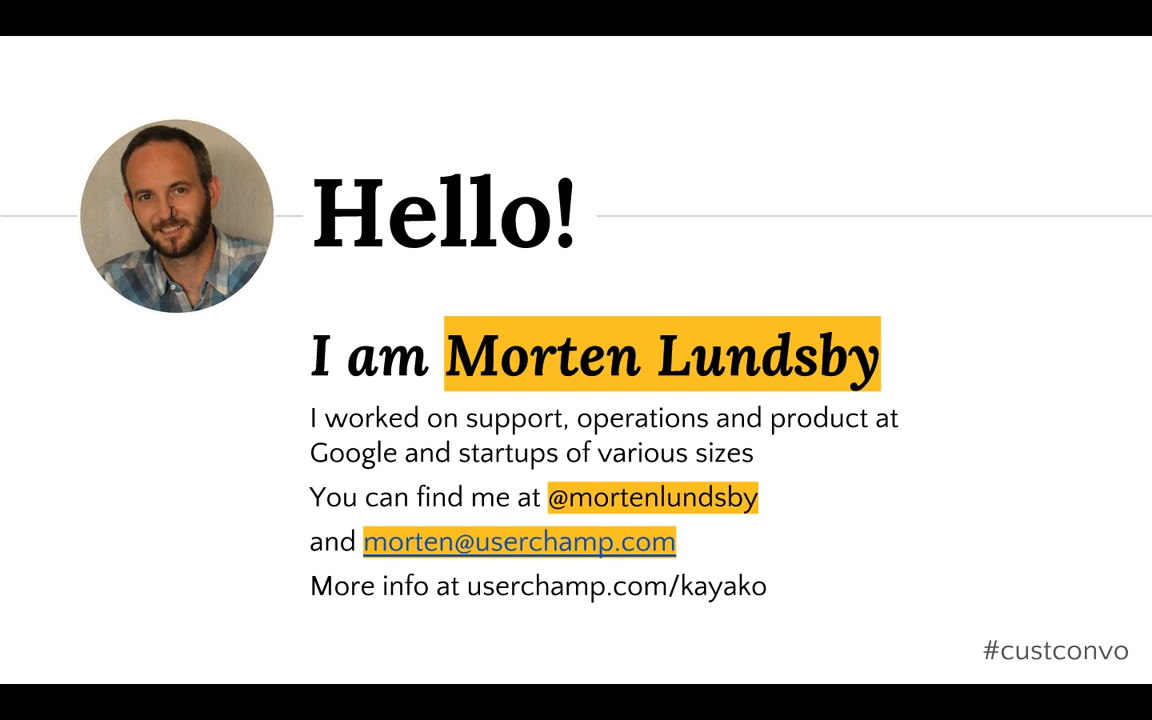 Hello!
I am Morten Lundsby
I worked on support, operations and product at
Google and startups of various sizes
You can find me at @mortenlundsby
and morten@userchamp.com
More info at userchamp.com/kayako
#custconvo